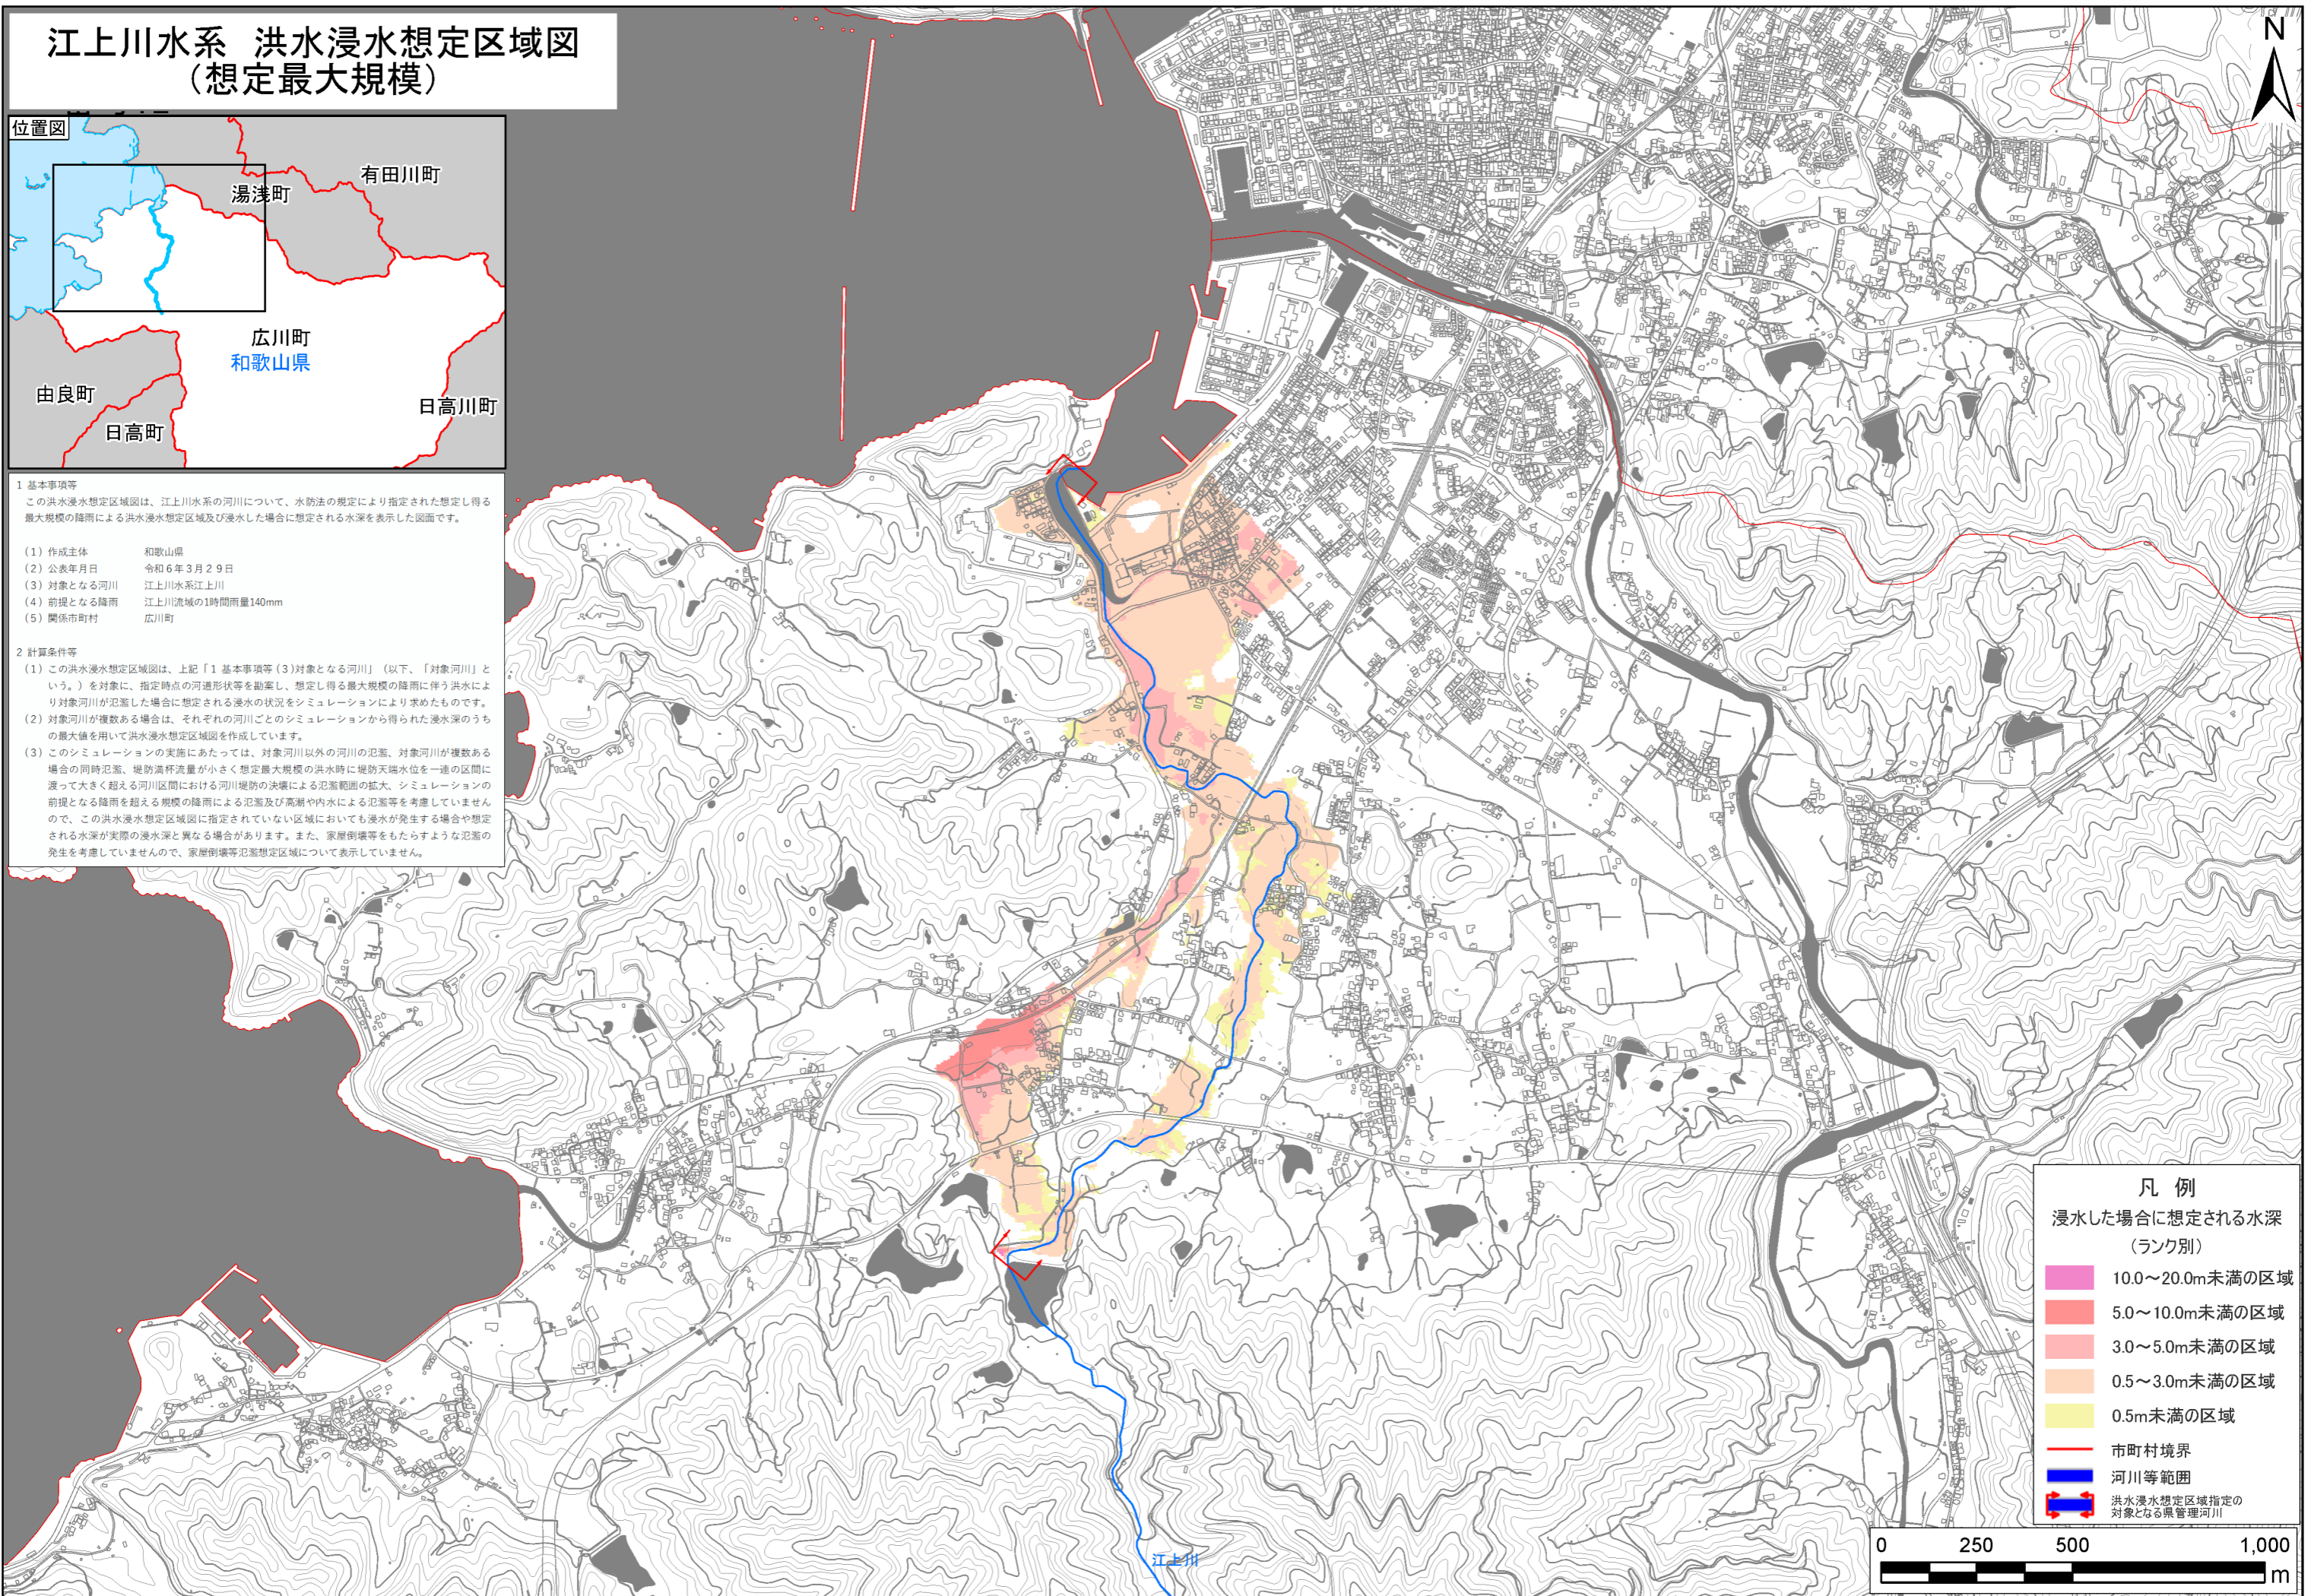 江上川水系 洪水浸水想定区域図
（想定最大規模）
N
位置図
有田川町
湯浅町
広川町
和歌山県
由良町
日高川町
日高町
1 基本事項等
この洪水浸水想定区域図は、江上川水系の河川について、水防法の規定により指定された想定し得る
最大規模の降雨による洪水浸水想定区域及び浸水した場合に想定される水深を表示した図面です。
（1）作成主体 和歌山県
（2）公表年月日 令和６年３月２９日
（3）対象となる河川 江上川水系江上川
（4）前提となる降雨 江上川流域の1時間雨量140mm
（5）関係市町村 広川町
2 計算条件等
（1）この洪水浸水想定区域図は、上記「１ 基本事項等（3）対象となる河川」（以下、「対象河川」と
いう。）を対象に、指定時点の河道形状等を勘案し、想定し得る最大規模の降雨に伴う洪水によ
り対象河川が氾濫した場合に想定される浸水の状況をシミュレーションにより求めたものです。
（2）対象河川が複数ある場合は、それぞれの河川ごとのシミュレーションから得られた浸水深のうち
の最大値を用いて洪水浸水想定区域図を作成しています。
（3）このシミュレーションの実施にあたっては、対象河川以外の河川の氾濫、対象河川が複数ある
場合の同時氾濫、堤防満杯流量が小さく想定最大規模の洪水時に堤防天端水位を一連の区間に
渡って大きく超える河川区間における河川堤防の決壊による氾濫範囲の拡大、シミュレーションの
前提となる降雨を超える規模の降雨による氾濫及び高潮や内水による氾濫等を考慮していません
ので、この洪水浸水想定区域図に指定されていない区域においても浸水が発生する場合や想定
される水深が実際の浸水深と異なる場合があります。また、家屋倒壊等をもたらすような氾濫の
発生を考慮していませんので、家屋倒壊等氾濫想定区域について表示していません。
凡 例
浸水した場合に想定される水深
（ランク別）
10.0～20.0m未満の区域
5.0～10.0m未満の区域
3.0～5.0m未満の区域
0.5～3.0m未満の区域
0.5m未満の区域
市町村境界
河川等範囲
洪水浸水想定区域指定の
対象となる県管理河川
0 250 500 1,000
m
江上川